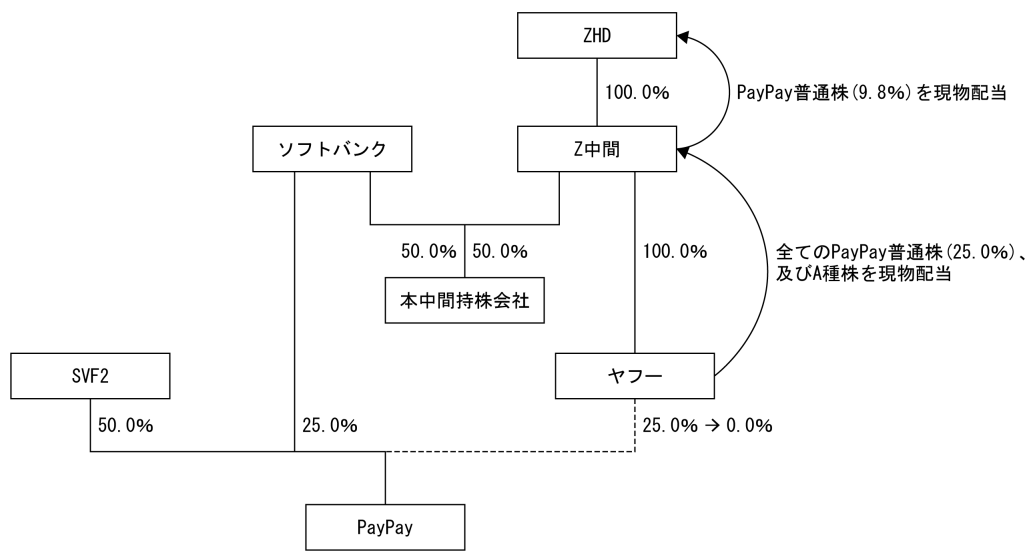 ZHD
100.0%
PayPay普通株(9.8%)を現物配当
ソフトバンク
Z中間
50.0%
50.0%
100.0%
全てのPayPay普通株(25.0%)、
及びA種株を現物配当
本中間持株会社
SVF2
ヤフー
50.0%
25.0%
25.0% → 0.0%
PayPay